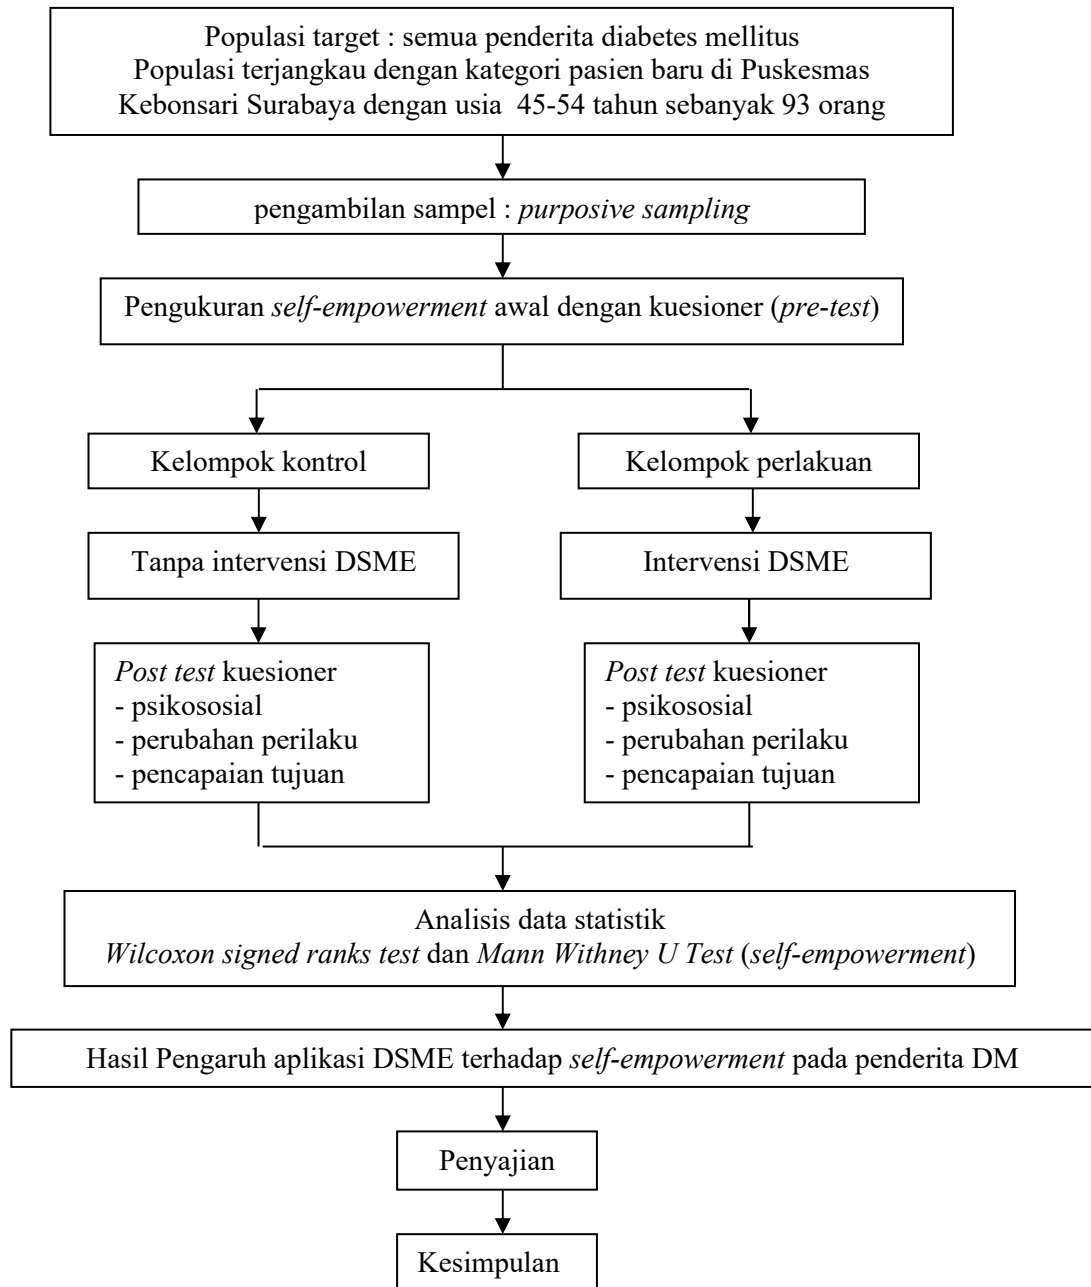 Populasi target : semua penderita diabetes mellitus
Populasi terjangkau dengan kategori pasien baru di Puskesmas
Kebonsari Surabaya dengan usia 45-54 tahun sebanyak 93 orang
pengambilan sampel : purposive sampling
Pengukuran self-empowerment awal dengan kuesioner (pre-test)
Kelompok kontrol
Kelompok perlakuan
Tanpa intervensi DSME
Intervensi DSME
Post test kuesioner
- psikososial
- perubahan perilaku
- pencapaian tujuan
Post test kuesioner
- psikososial
- perubahan perilaku
- pencapaian tujuan
Analisis data statistik
Wilcoxon signed ranks test dan Mann Withney U Test (self-empowerment)
Hasil Pengaruh aplikasi DSME terhadap self-empowerment pada penderita DM
Penyajian
Kesimpulan